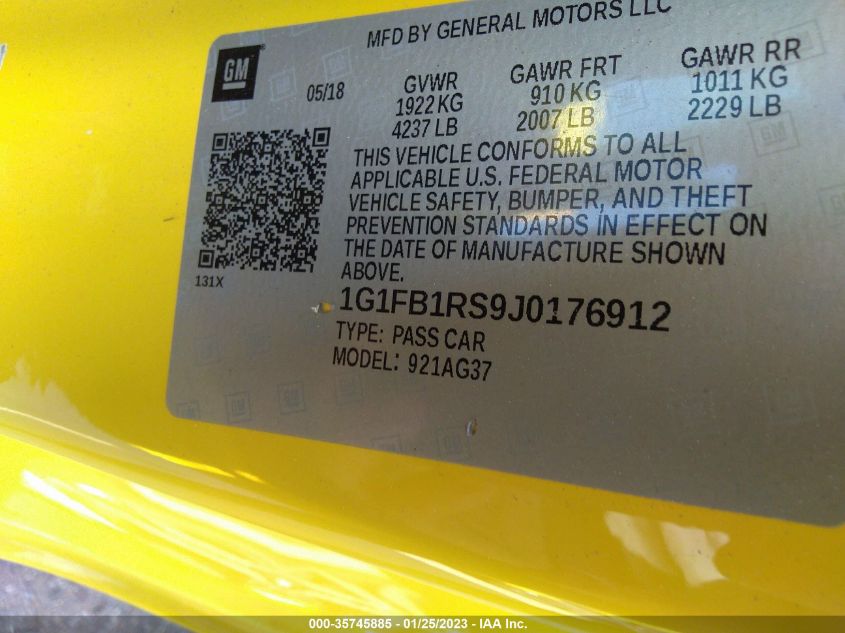 MFD BY GENERAL MOTORS LLC
GM
05/18
GVWR
1922 KG
4237 LB
GAWR FRT
910 KG
2007 LB
GAWR RR
1011 KG
2229 LB
THIS VEHICLE CONFORMS TO ALL
APPLICABLE U.S. FEDERAL MOTOR
VEHICLE SAFETY, BUMPER, AND THEFT
PREVENTION STANDARDS IN EFFECT ON
THE DATE OF MANUFACTURE SHOWN
ABOVE.
131X
1G1FB1RS9J0176912
TYPE: PASS CAR
MODEL: 921AG37
000-35745885 - 01/25/2023 - IAA Inc.